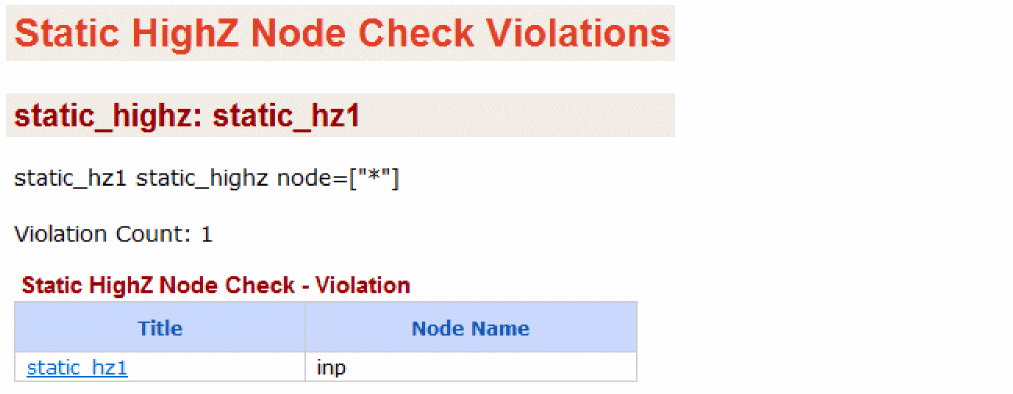 Static HighZ Node Check Violations
static_highz: static_hz1
static_hz1 static_highz node=["*"]
Violation Count: 1
Static HighZ Node Check - Violation
Title Node Name
static_hz1 inp